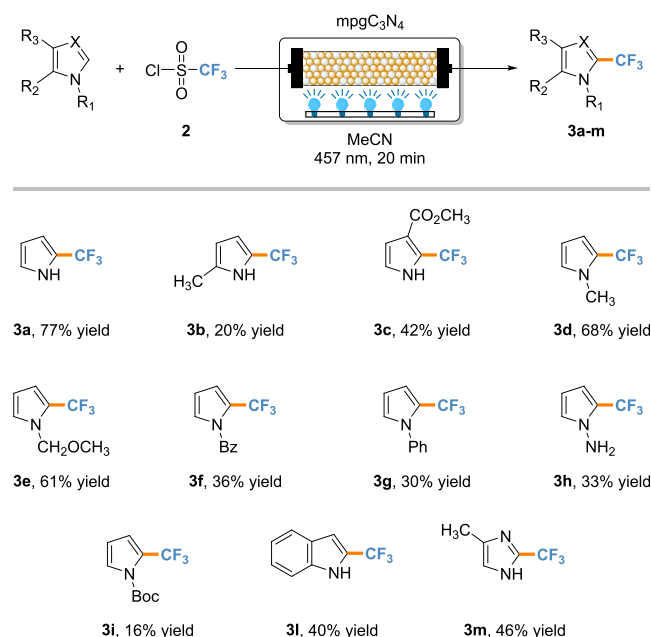 mpgC3N4
R3 X R2 N R1
+
Cl S O O CF3
2
MeCN
457 nm, 20 min
R3 X R2 N R1 CF3
3a-m
NH CF3
3a, 77% yield
H3C NH CF3
3b, 20% yield
CO2CH3 NH CF3
3c, 42% yield
N CH3 CF3
3d, 68% yield
N CH2OCH3 CF3
3e, 61% yield
N Bz CF3
3f, 36% yield
N Ph CF3
3g, 30% yield
N NH2 CF3
3h, 33% yield
N Boc CF3
3i, 16% yield
NH CF3
3l, 40% yield
H3C N NH CF3
3m, 46% yield